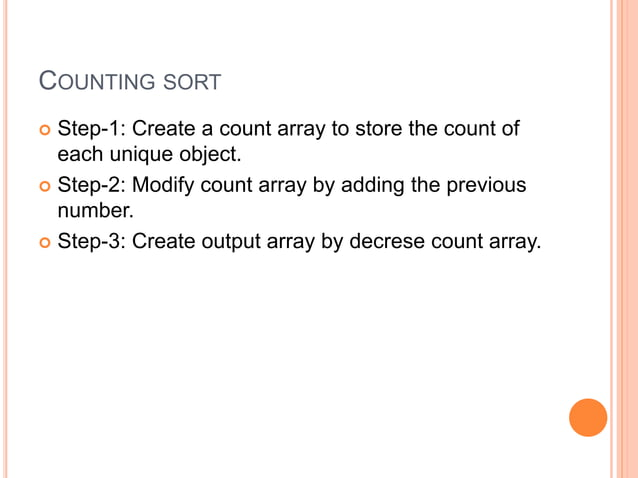 COUNTING SORT
Step-1: Create a count array to store the count of
each unique object.
Step-2: Modify count array by adding the previous
number.
Step-3: Create output array by decrese count array.